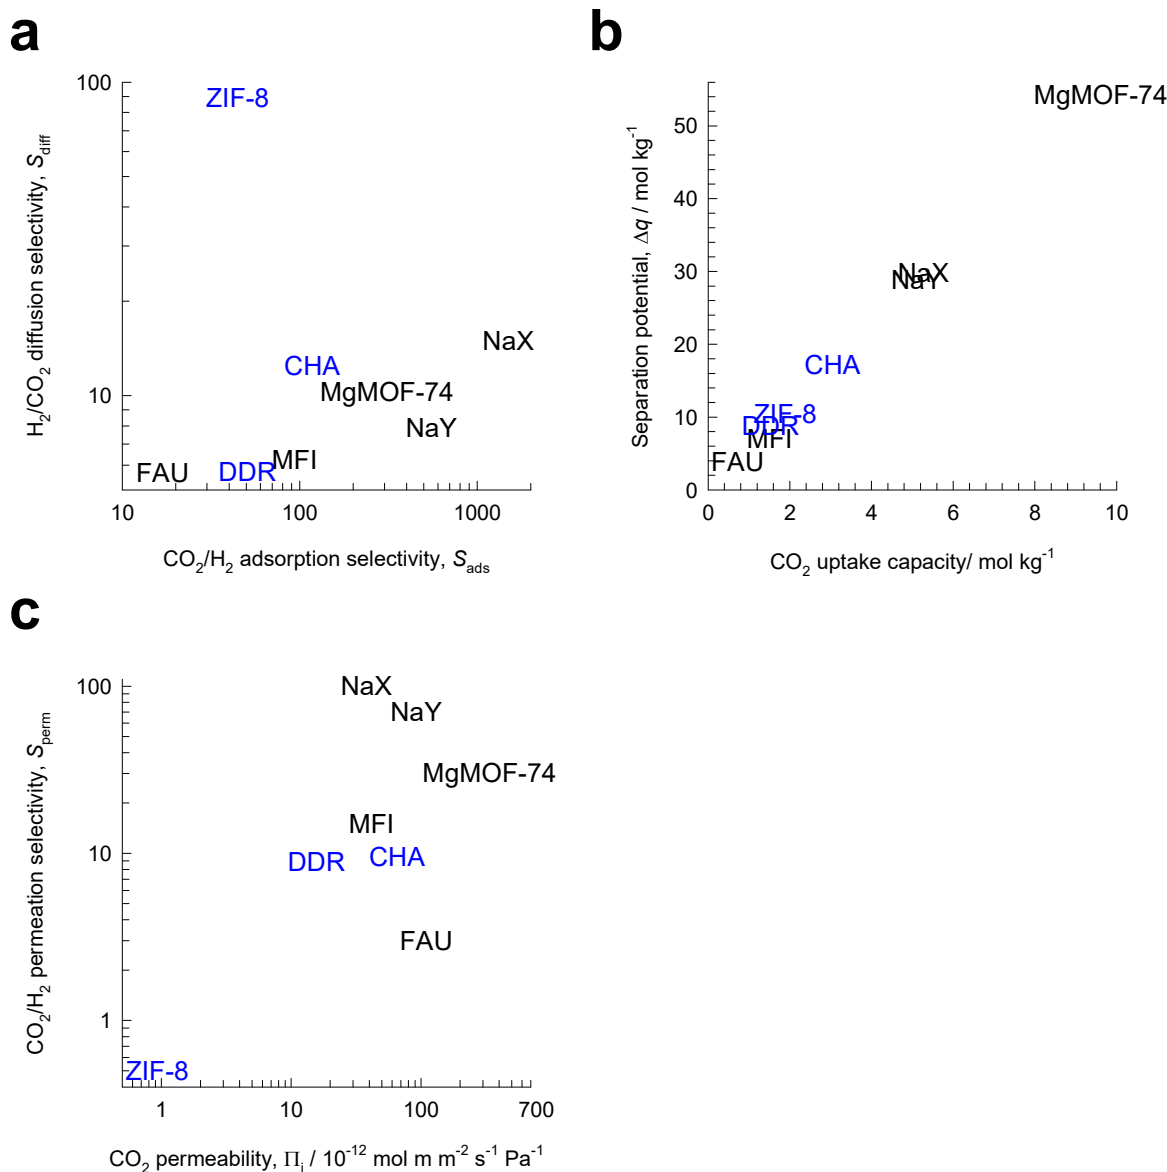 a
100
10
H2/CO2 diffusion selectivity, Sdiff
ZIF-8
NaX
CHA
MgMOF-74
NaY
MFI
FAU
DDR
10
100
1000
CO2/H2 adsorption selectivity, Sads
b
50
40
30
20
10
0
Separation potential, Δq / mol kg-1
MgMOF-74
NaX
NaY
CHA
ZIF-8
DDR
MFI
FAU
0
2
4
6
8
10
CO2 uptake capacity/ mol kg-1
c
100
10
1
CO2/H2 permeation selectivity, Sperm
NaX
NaY
MgMOF-74
MFI
DDR
CHA
FAU
ZIF-8
1
10
100
700
CO2 permeability, Πi / 10-12 mol m m-2 s-1 Pa-1